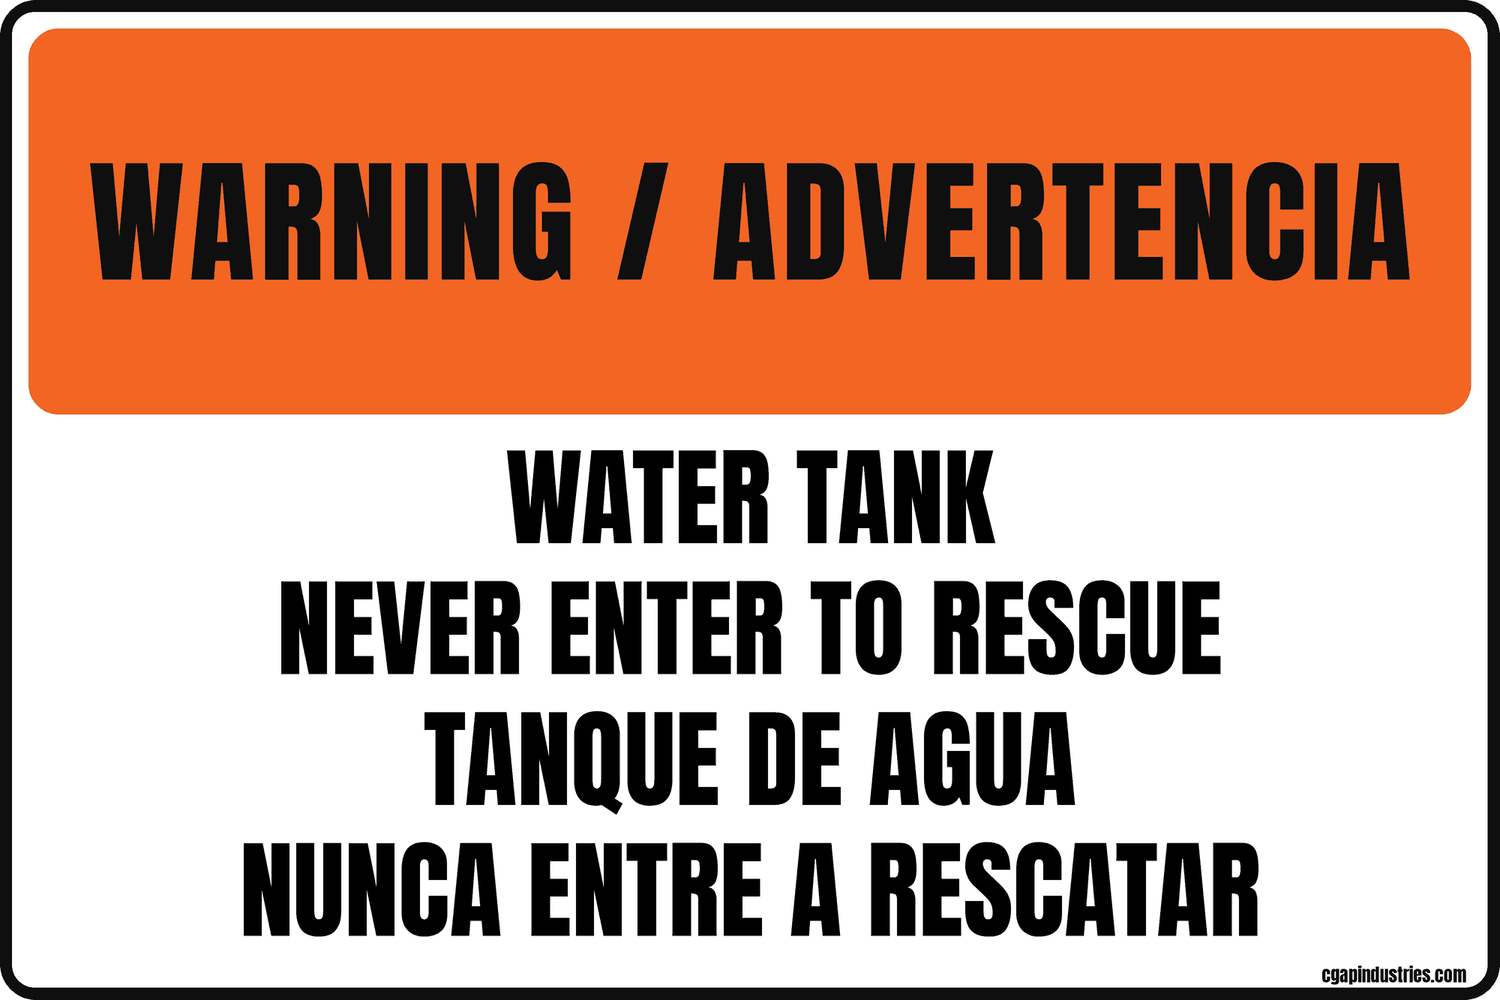 WARNING / ADVERTENCIA
WATER TANK
NEVER ENTER TO RESCUE
TANQUE DE AGUA
NUNCA ENTRE A RESCATAR
cgapindustries.com